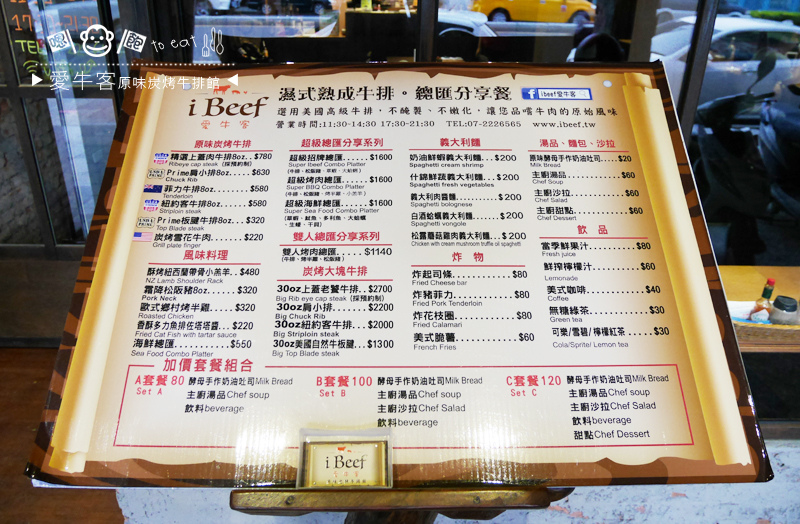 嗯 飽 to eat
愛牛客原味炭烤牛排館
i Beef
愛牛客
濕式熟成牛排。總匯分享餐
ibeef愛牛客
選用美國高級牛排，不醃製、不嫩化，讓您品嚐牛肉的原始風味
營業時間:11:30-14:30 17:30-21:30 TEL:07-2226565 www.ibeef.tw
原味炭烤牛排
精選上蓋肉牛排8oz.. $780
Ribeye cap steak (採預約制)
Prime肩小排8oz....... $630
Chuck Rib
菲力牛排8oz....... $580
Tenderloin
紐約客牛排8oz....... $580
Striploin steak
Prime板腱牛排8oz... $320
Top Blade steak
炭烤雪花牛肉....... $220
Finger plank
風味料理
酥烤紐西蘭帶骨小羔羊.. $480
NZ Lamb Shoulder Rack
霜降松阪豬8oz....... $320
Pork Neck
歐式鄉村烤半雞..... $320
Roasted Chicken
香酥多力魚排佐塔塔醬... $220
Fried Cat Fish with tartar sauce
海鮮總匯.......... $550
Sea Food Combo Platter
超級總匯分享系列
超級招牌總匯...... $1600
Super Ibeef Combo Platter
超級烤肉總匯...... $1600
Super BBQ Combo Platter
超級海鮮總匯...... $1600
Super Sea Food Combo Platter
雙人總匯分享系列
雙人烤肉總匯...... $1140
炭烤大塊牛排
30oz上蓋老饕牛排... $2700
Big Rib eye cap steak (採預約制)
30oz肩小排......... $2200
Big Chuck Rib
30oz紐約客牛排... $2000
Big Striploin steak
30oz美國自然牛板腱... $1300
Big Top Blade steak
義大利麵
奶油鮮蝦義大利麵... $200
Spaghetti cream shrimp
什錦鮮蔬義大利麵... $200
Spaghetti fresh vegetables
義大利肉醬麵....... $200
Spaghetti bolognese
白酒蛤蠣義大利麵... $200
Spaghetti vongole
松露蘑菇雞肉義大利麵... $200
Chicken with cream mushroom truffle oil spaghetti
炸物
炸起司條........... $80
Fried Cheese bar
炸豬菲力........... $80
Fried Pork Tenderloin
炸花枝圈........... $80
Fried Calamari
美式脆薯........... $60
French Fries
湯品、麵包、沙拉
原味酵母手作奶油吐司..... $20
Milk Bread
主廚湯品........... $60
Chef Soup
主廚沙拉........... $60
Chef Salad
主廚甜點........... $60
Chef Dessert
飲品
當季鮮果汁........ $80
Fresh juice
鮮搾檸檬汁........ $60
Lemonade
美式咖啡........... $40
Coffee
無糖綠茶........... $30
Green tea
可樂/雪碧/檸檬紅茶..... $30
Cola/Sprite/ Lemon tea
加價套餐組合
A套餐 80 酵母手作奶油吐司Milk Bread
Set A
主廚湯品Chef soup
飲料beverage
B套餐100 酵母手作奶油吐司Milk Bread
Set B
主廚湯品Chef soup
主廚沙拉Chef Salad
飲料beverage
C套餐120 酵母手作奶油吐司Milk Bread
Set C
主廚湯品Chef soup
主廚沙拉Chef Salad
飲料beverage
甜點Chef Dessert
i Beef
愛牛客